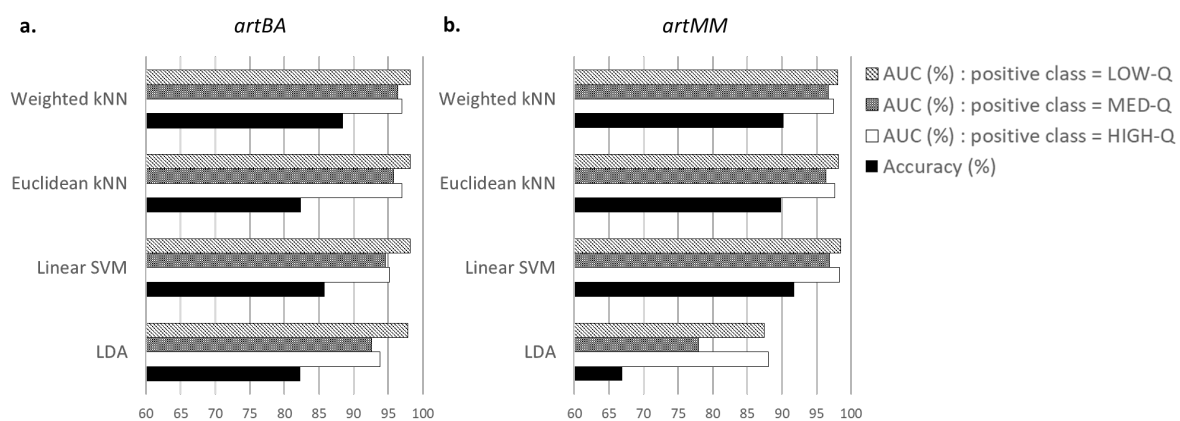 a.
artBA
Weighted kNN
Euclidean kNN
Linear SVM
LDA
60 65 70 75 80 85 90 95 100
b.
artMM
Weighted kNN
Euclidean kNN
Linear SVM
LDA
60 65 70 75 80 85 90 95 100
AUC (%) : positive class = LOW-Q
AUC (%) : positive class = MED-Q
AUC (%) : positive class = HIGH-Q
Accuracy (%)